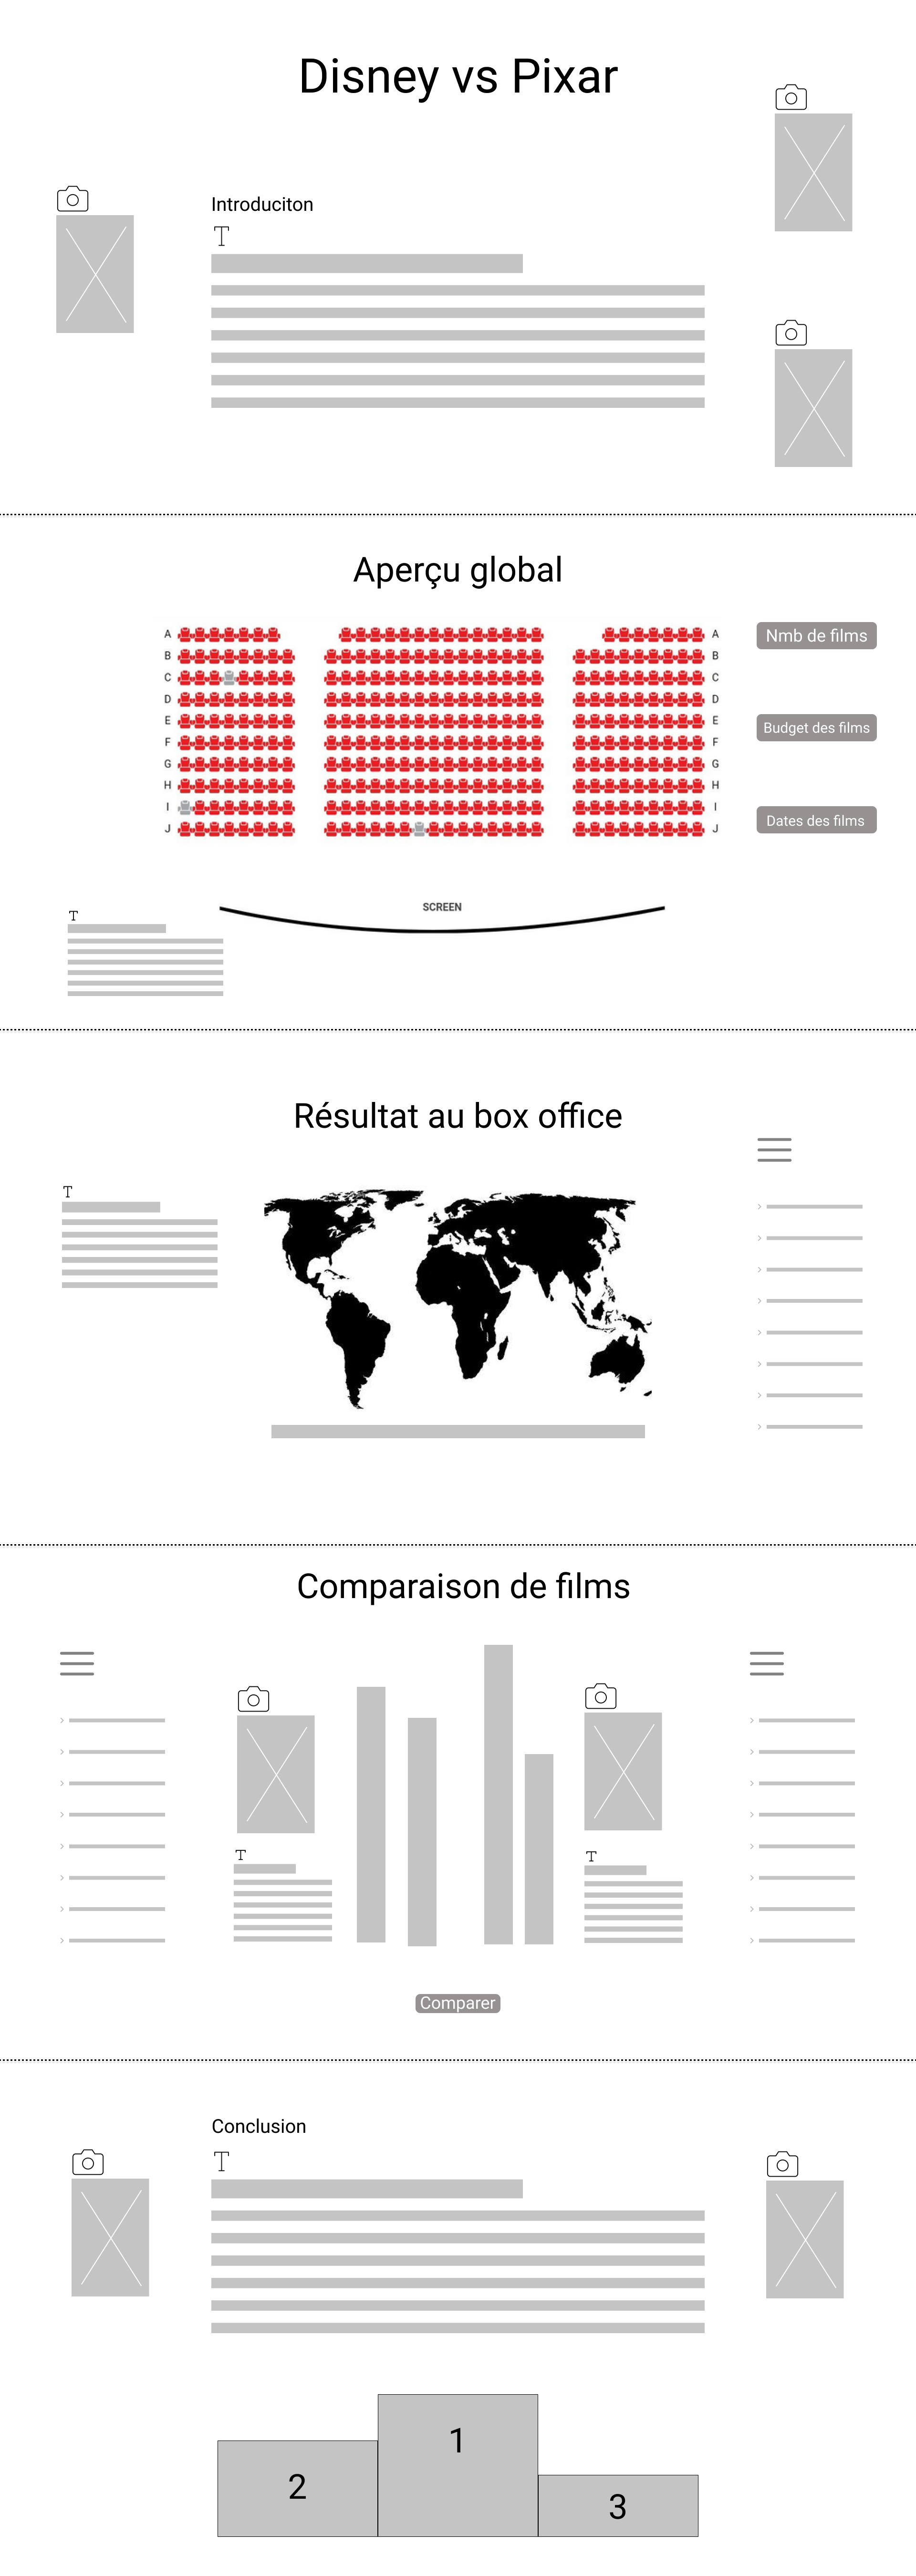 Disney vs Pixar
Introduciton
T
Aperçu global
A A
B B
C C
D D
E E
F F
G G
H H
I I
J J
Nmb de films
Budget des films
Dates des films
SCREEN
T
Résultat au box office
T
Comparaison de films
T
T
Comparer
Conclusion
T
1
2
3